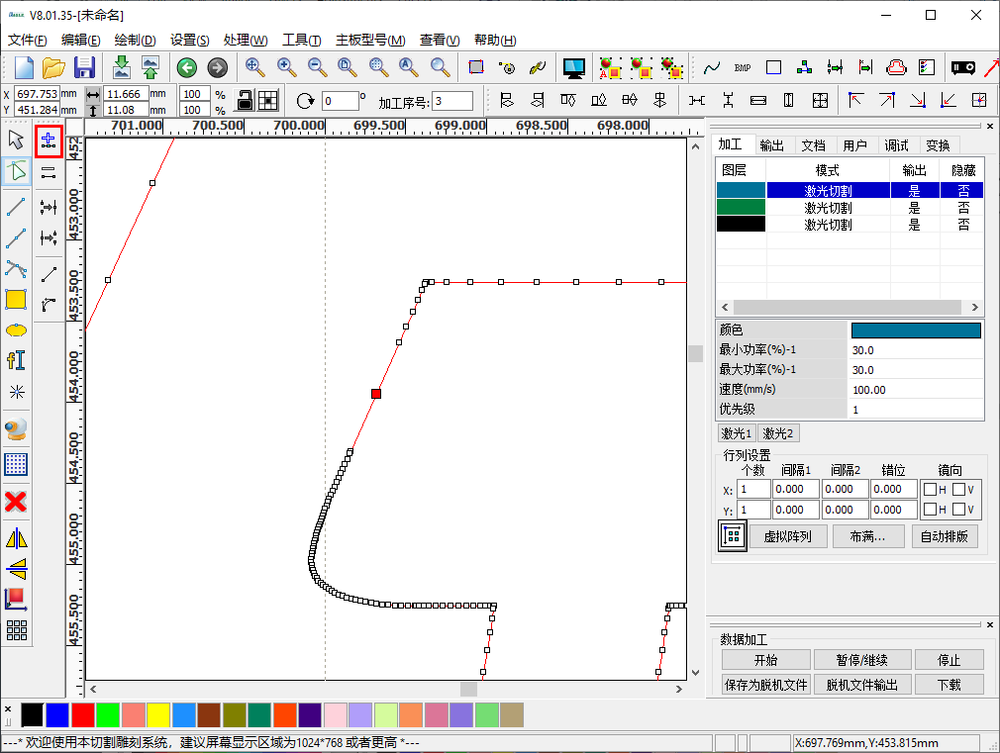 V8.01.35-[未命名]
文件(F) 编辑(E) 绘制(D) 设置(S) 处理(W) 工具(T) 主板型号(M) 查看(V) 帮助(H)
BMP
X 697.753 mm 11.666 mm 100 %
Y 451.284 mm 11.08 mm 100 %
0 ° 加工序号: 3
701.000 700.500 700.000 699.500 699.000 698.500 698.000
452
453.000
453.500
454.000
454.500
455.000
455.500
加工 输出 文档 用户 调试 变换
图层 模式 输出 隐藏
激光切割 是 否
激光切割 是 否
激光切割 是 否
颜色
最小功率(%)-1 30.0
最大功率(%)-1 30.0
速度(mm/s) 100.00
优先级 1
激光1 激光2
行列设置
个数 间隔1 间隔2 错位 镜向
X: 1 0.000 0.000 0.000 H V
Y: 1 0.000 0.000 0.000 H V
虚拟阵列 布满... 自动排版
数据加工
开始 暂停/继续 停止
保存为脱机文件 脱机文件输出 下载
---* 欢迎使用本切割雕刻系统，建议屏幕显示区域为1024*768 或者更高 *---
X:697.769mm,Y:453.815mm